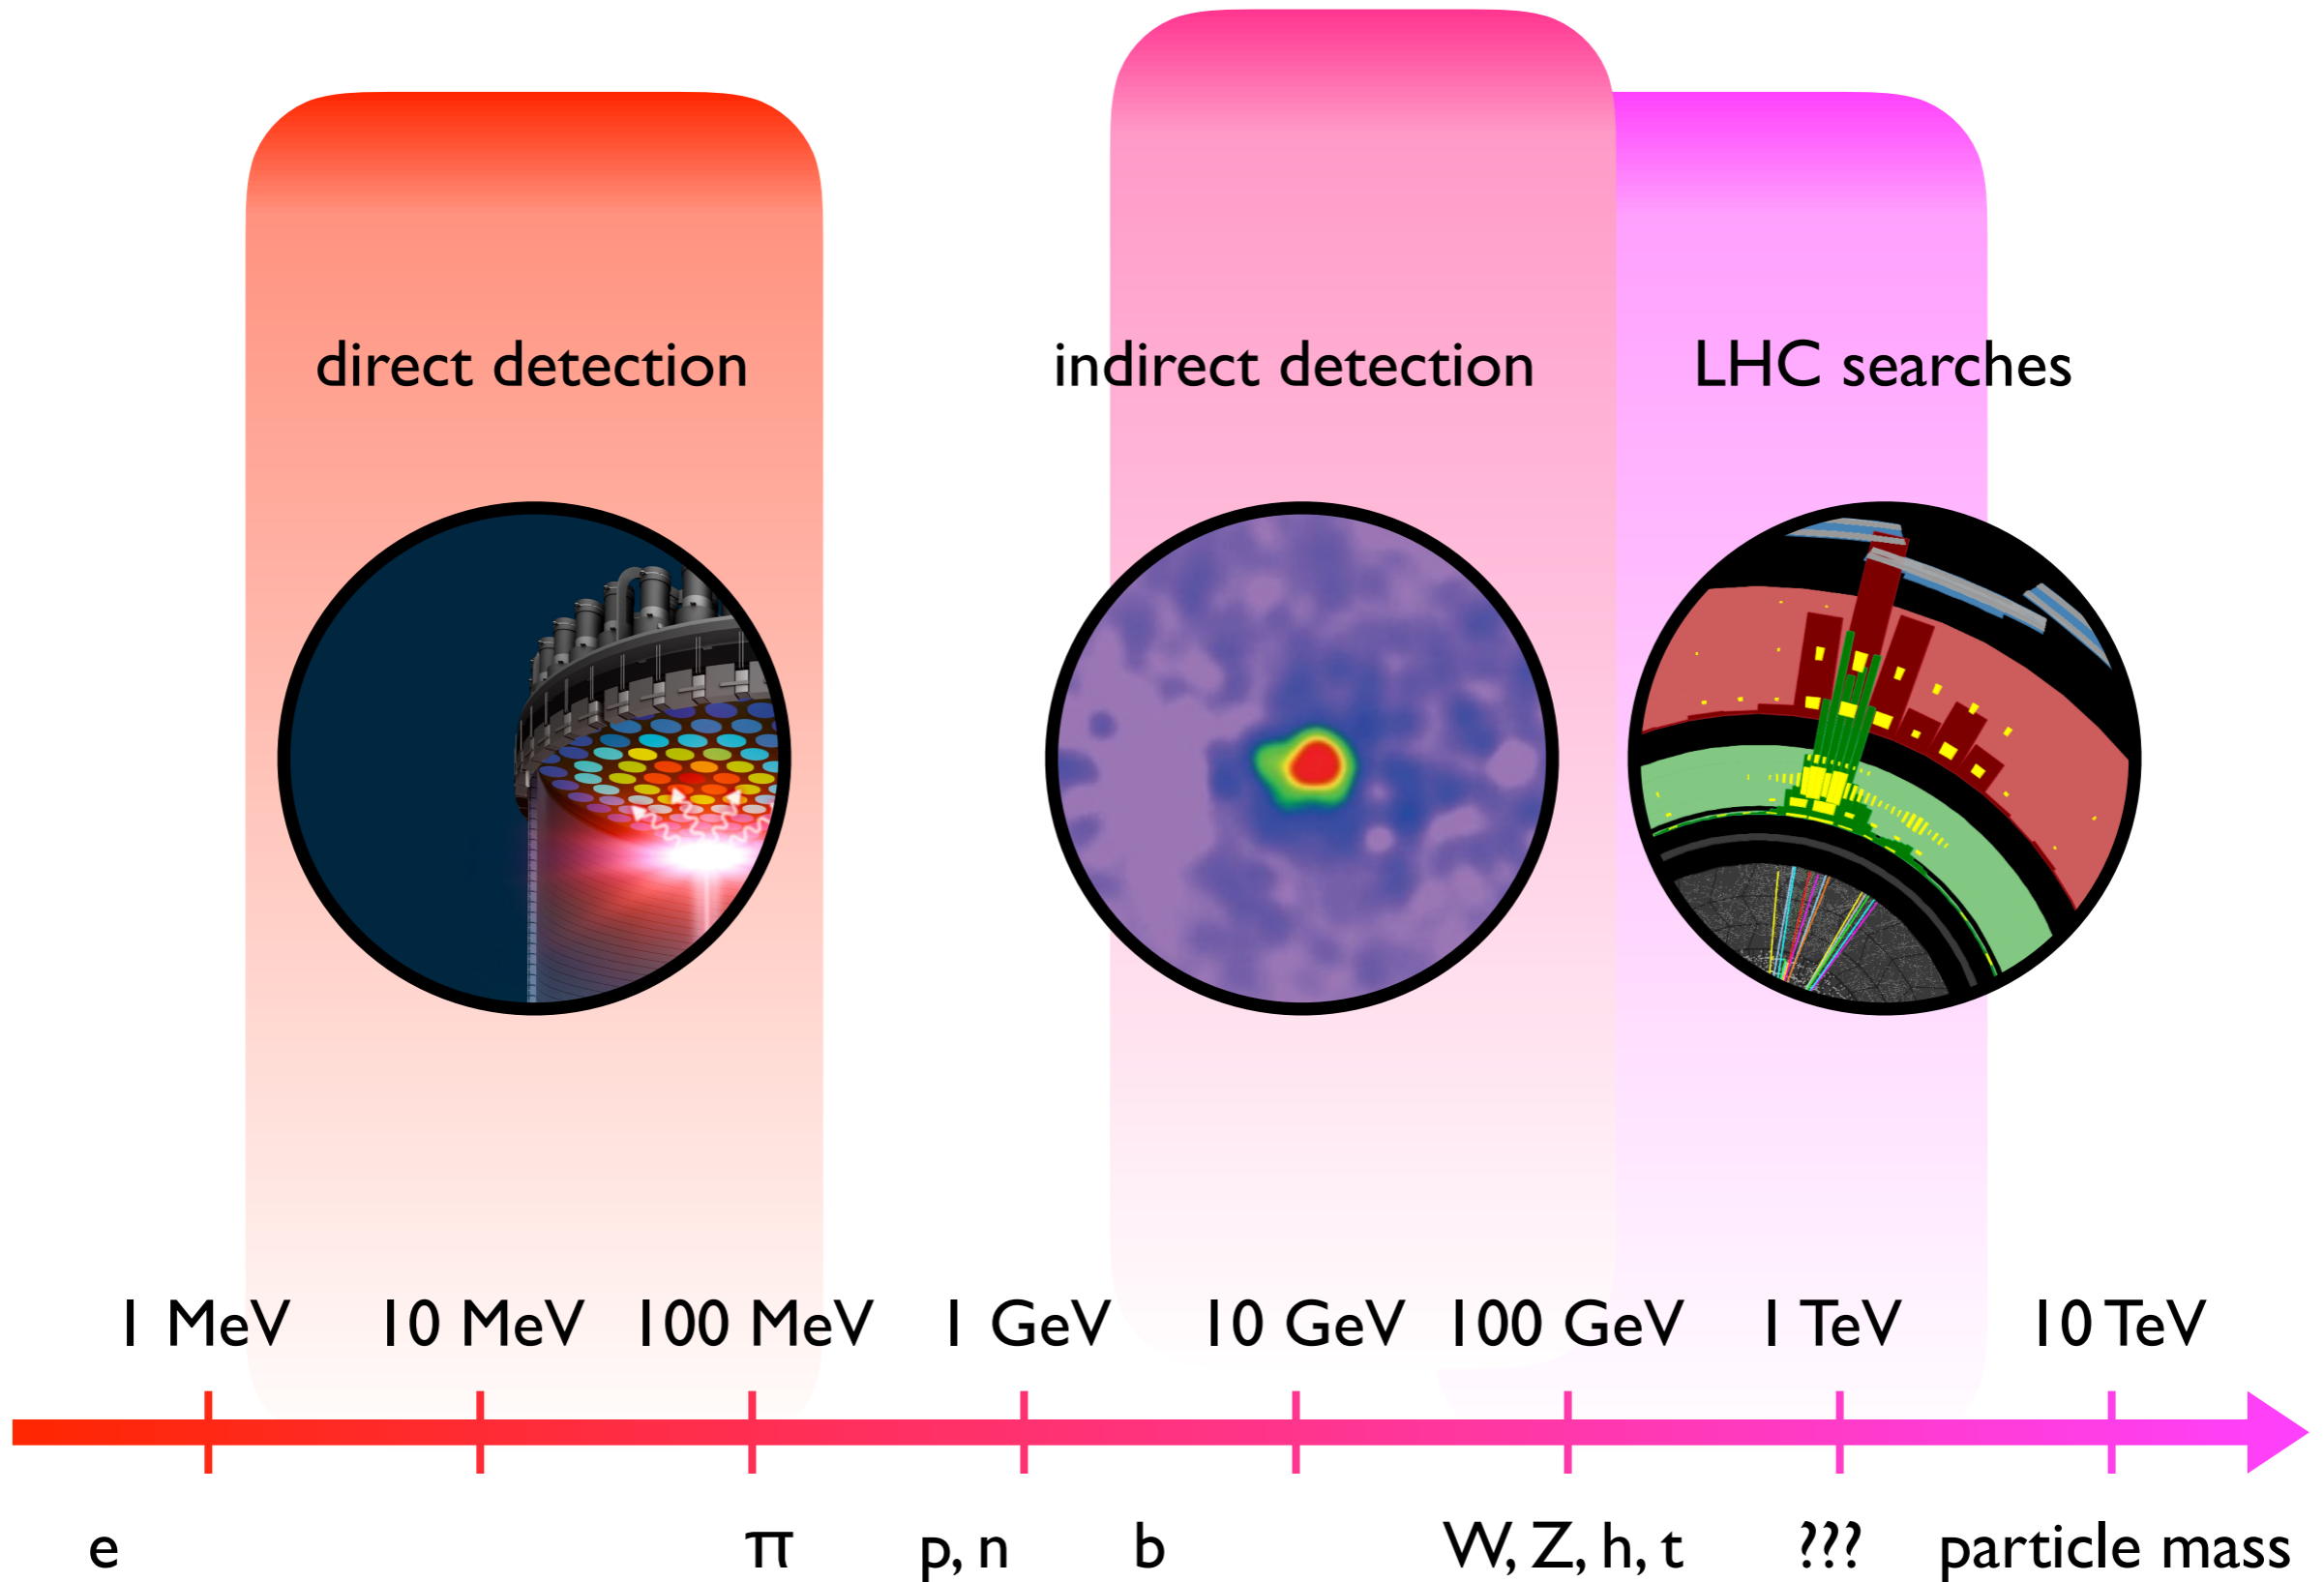 direct detection
indirect detection
LHC searches
1 MeV 10 MeV 100 MeV 1 GeV 10 GeV 100 GeV 1 TeV 10 TeV
e π p, n b W, Z, h, t ??? particle mass